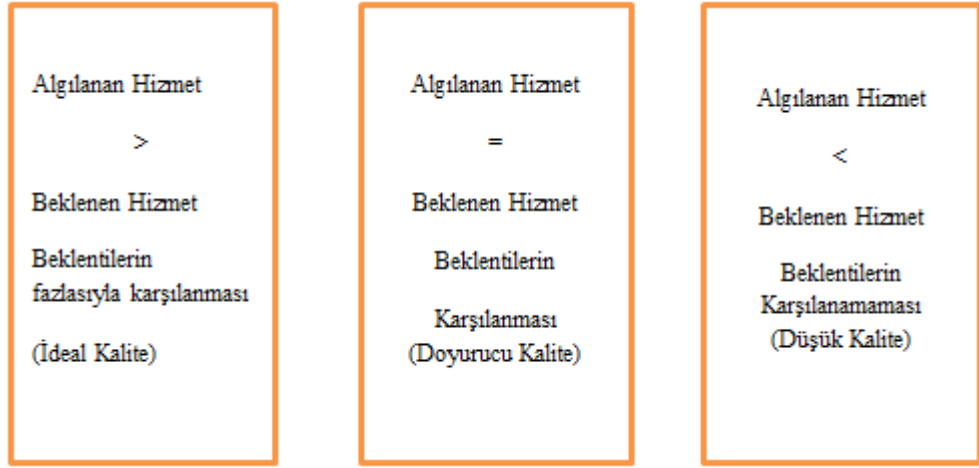 Algılanan Hizmet
>
Beklenen Hizmet
Beklentilerin
fazlasıyla karşılanması
(İdeal Kalite)
Algılanan Hizmet
=
Beklenen Hizmet
Beklentilerin
Karşılanması
(Doyurucu Kalite)
Algılanan Hizmet
<
Beklenen Hizmet
Beklentilerin
Karşılanamaması
(Düşük Kalite)